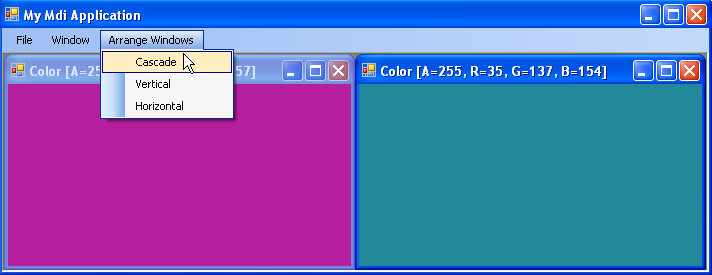 My Mdi Application
File Window Arrange Windows
Color [A=25 57] Color [A=255, R=35, G=137, B=154]
Cascade
Vertical
Horizontal